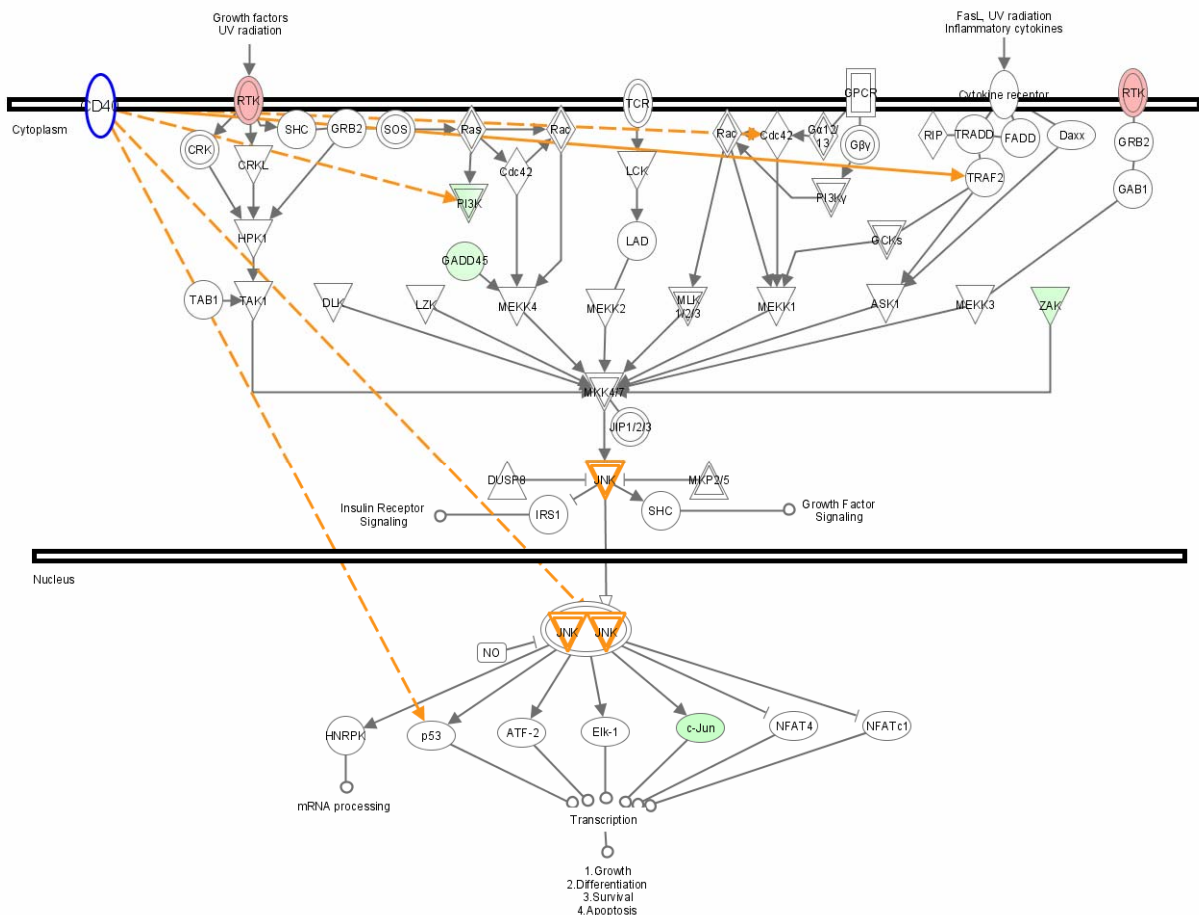 Growth factors
UV radiation
FasL, UV radiation
Inflammatory cytokines
CD40
RTK
TCR
GPCR
Cytokine receptor
RTK
Cytoplasm
CRK
CRKL
SHC
GRB2
SOS
Ras
Rac
Cdc42
PI3K
LCK
Rac
Cdc42
Gα12/
13
Gβγ
PI3Kγ
RIP
TRADD
FADD
Daxx
TRAF2
GRB2
GAB1
HPK1
LAD
GCKs
GADD45
TAB1
TAK1
DLK
LZK
MEKK4
MEKK2
MLK
1/2/3
MEKK1
ASK1
MEKK3
ZAK
MKK4/7
JIP1/2/3
DUSP8
JNK
MKP2/5
Insulin Receptor
Signaling
IRS1
SHC
Growth Factor
Signaling
Nucleus
JNK
JNK
NO
HNRPK
p53
ATF-2
Elk-1
c-Jun
NFAT4
NFATc1
mRNA processing
Transcription
1.Growth
2.Differentiation
3.Survival
4.Apoptosis